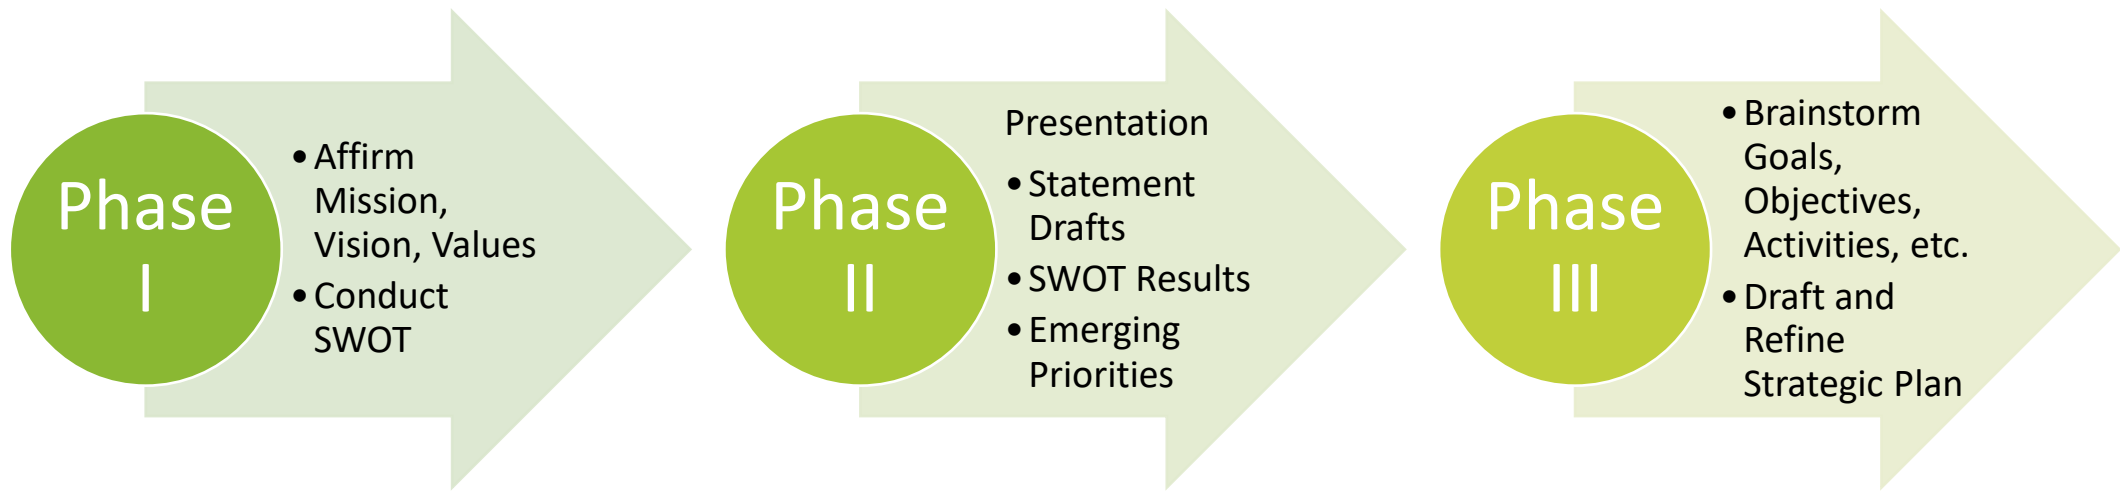 Phase
I
• Affirm
Mission,
Vision, Values
• Conduct
SWOT
Phase
II
Presentation
• Statement
Drafts
• SWOT Results
• Emerging
Priorities
Phase
III
• Brainstorm
Goals,
Objectives,
Activities, etc.
• Draft and
Refine
Strategic Plan